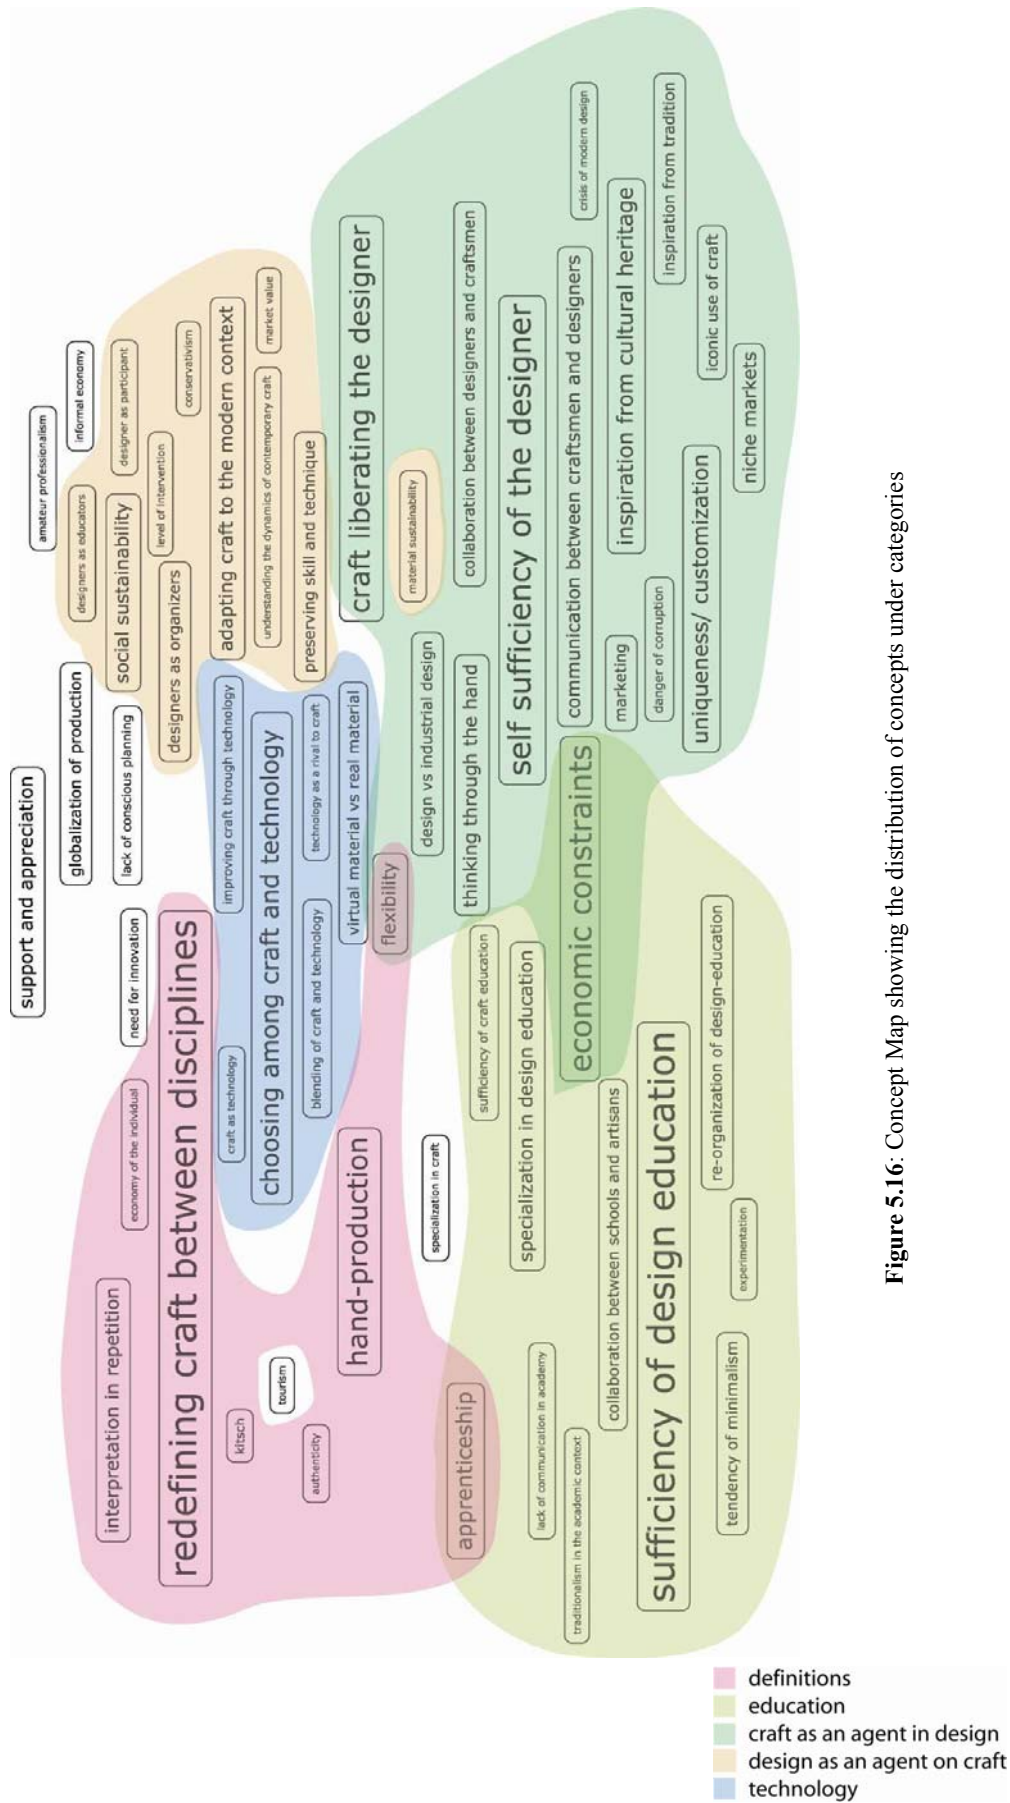 support and appreciation
amateur professionalism
informal economy
globalization of production
designers as educators
lack of conscious planning
social sustainability
designer as participant
need for innovation
economy of the individual
interpretation in repetition
level of intervention
conservativism
designers as organizers
redefining craft between disciplines
adapting craft to the modern context
improving craft through technology
craft as technology
kitsch
market value
understanding the dynamics of contemporary craft
choosing among craft and technology
tourism
preserving skill and technique
technology as a rival to craft
blending of craft and technology
authenticity
craft liberating the designer
virtual material vs real material
hand-production
flexibility
material sustainability
design vs industrial design
specialization in craft
collaboration between designers and craftsmen
thinking through the hand
apprenticeship
sufficiency of craft education
self sufficiency of the designer
specialization in design education
lack of communication in academy
crisis of modern design
communication between craftsmen and designers
economic constraints
traditionalism in the academic context
inspiration from cultural heritage
marketing
collaboration between schools and artisans
inspiration from tradition
danger of corruption
sufficiency of design education
iconic use of craft
uniqueness/ customization
re-organization of design-education
tendency of minimalism
niche markets
experimentation
definitions
education
craft as an agent in design
design as an agent on craft
technology
Figure 5.16: Concept Map showing the distribution of concepts under categories